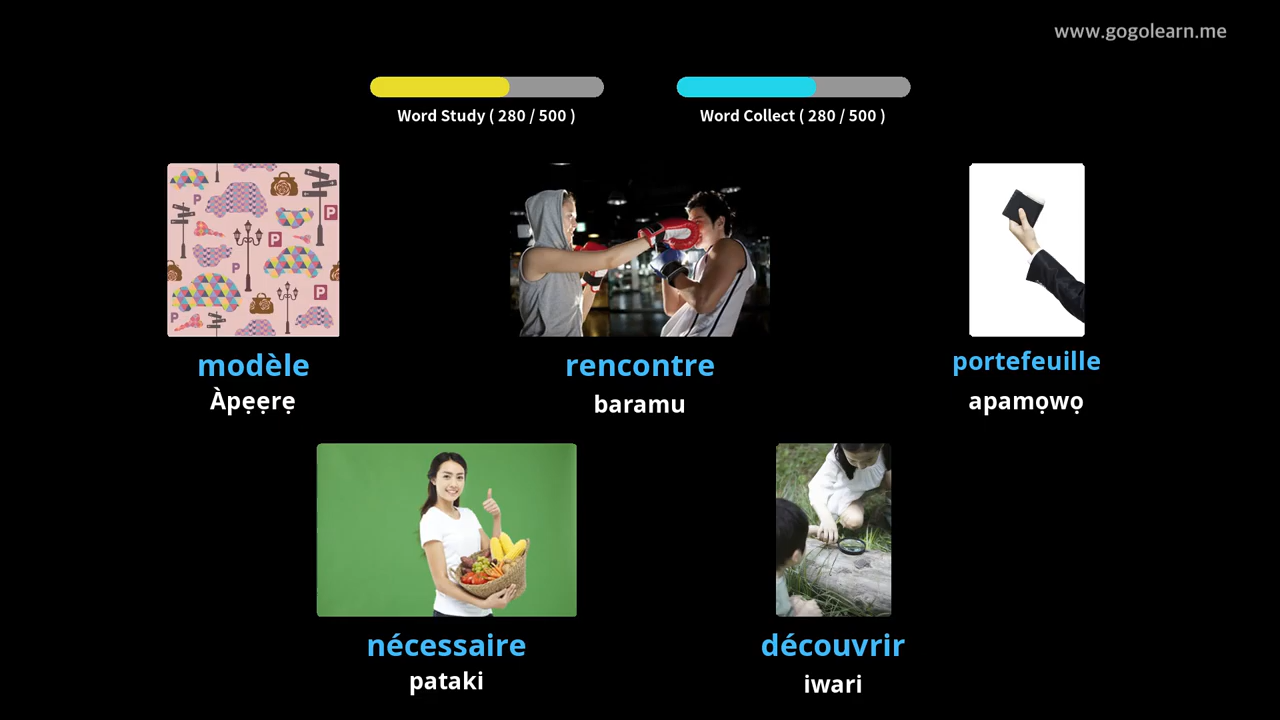 www.gogolearn.me
Word Study ( 280 / 500 )
Word Collect ( 280 / 500 )
P
P
P
P
P
P
modèle
Àpẹẹrẹ
rencontre
baramu
portefeuille
apamọwọ
nécessaire
pataki
découvrir
iwari